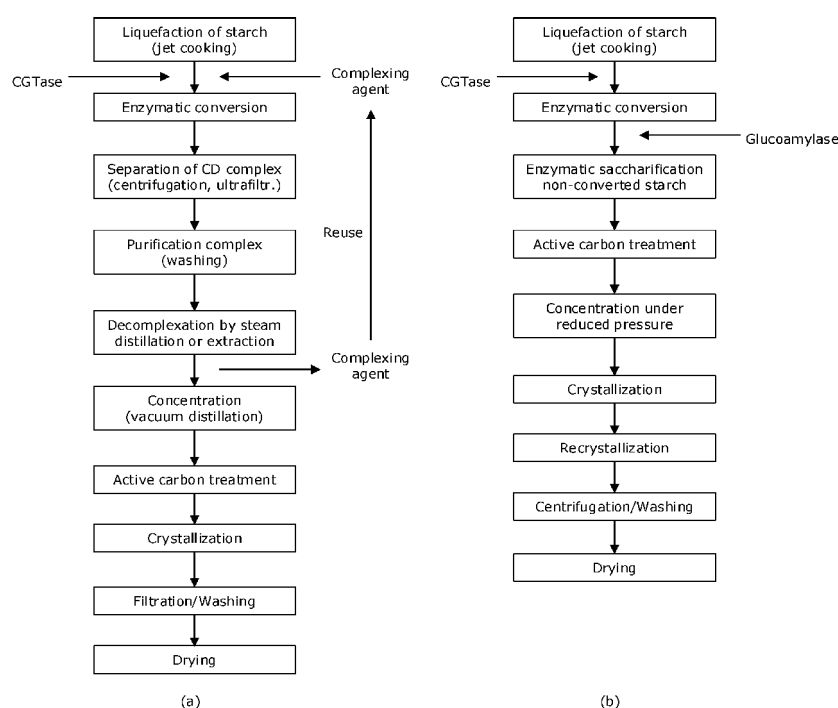 Liquefaction of starch
(jet cooking)
CGTase
Complexing
agent
Enzymatic conversion
Separation of CD complex
(centrifugation, ultrafiltr.)
Reuse
Purification complex
(washing)
Decomplexation by steam
distillation or extraction
Complexing
agent
Concentration
(vacuum distillation)
Active carbon treatment
Crystallization
Filtration/Washing
Drying
(a)
Liquefaction of starch
(jet cooking)
CGTase
Enzymatic conversion
Glucoamylase
Enzymatic saccharification
non-converted starch
Active carbon treatment
Concentration under
reduced pressure
Crystallization
Recrystallization
Centrifugation/Washing
Drying
(b)